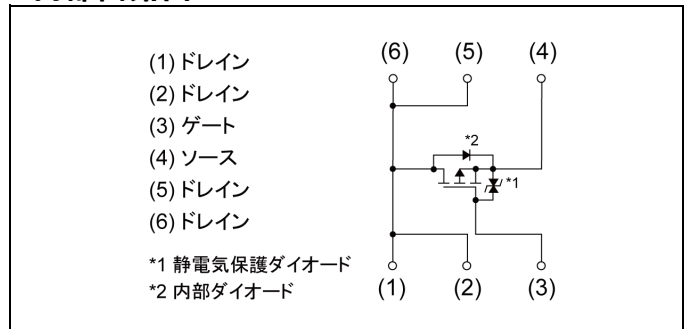 (1) ドレイン
(2) ドレイン
(3) ゲート
(4) ソース
(5) ドレイン
(6) ドレイン
*1 静電気保護ダイオード
*2 内部ダイオード
(6) (5) (4)
*2
*1
(1) (2) (3)